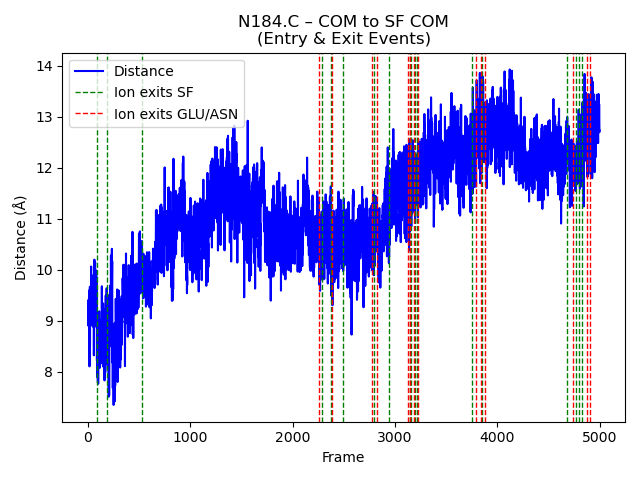 N184.C – COM to SF COM
(Entry & Exit Events)
Distance
Ion exits SF
Ion exits GLU/ASN
Distance (Å)
14
13
12
11
10
9
8
0 1000 2000 3000 4000 5000
Frame